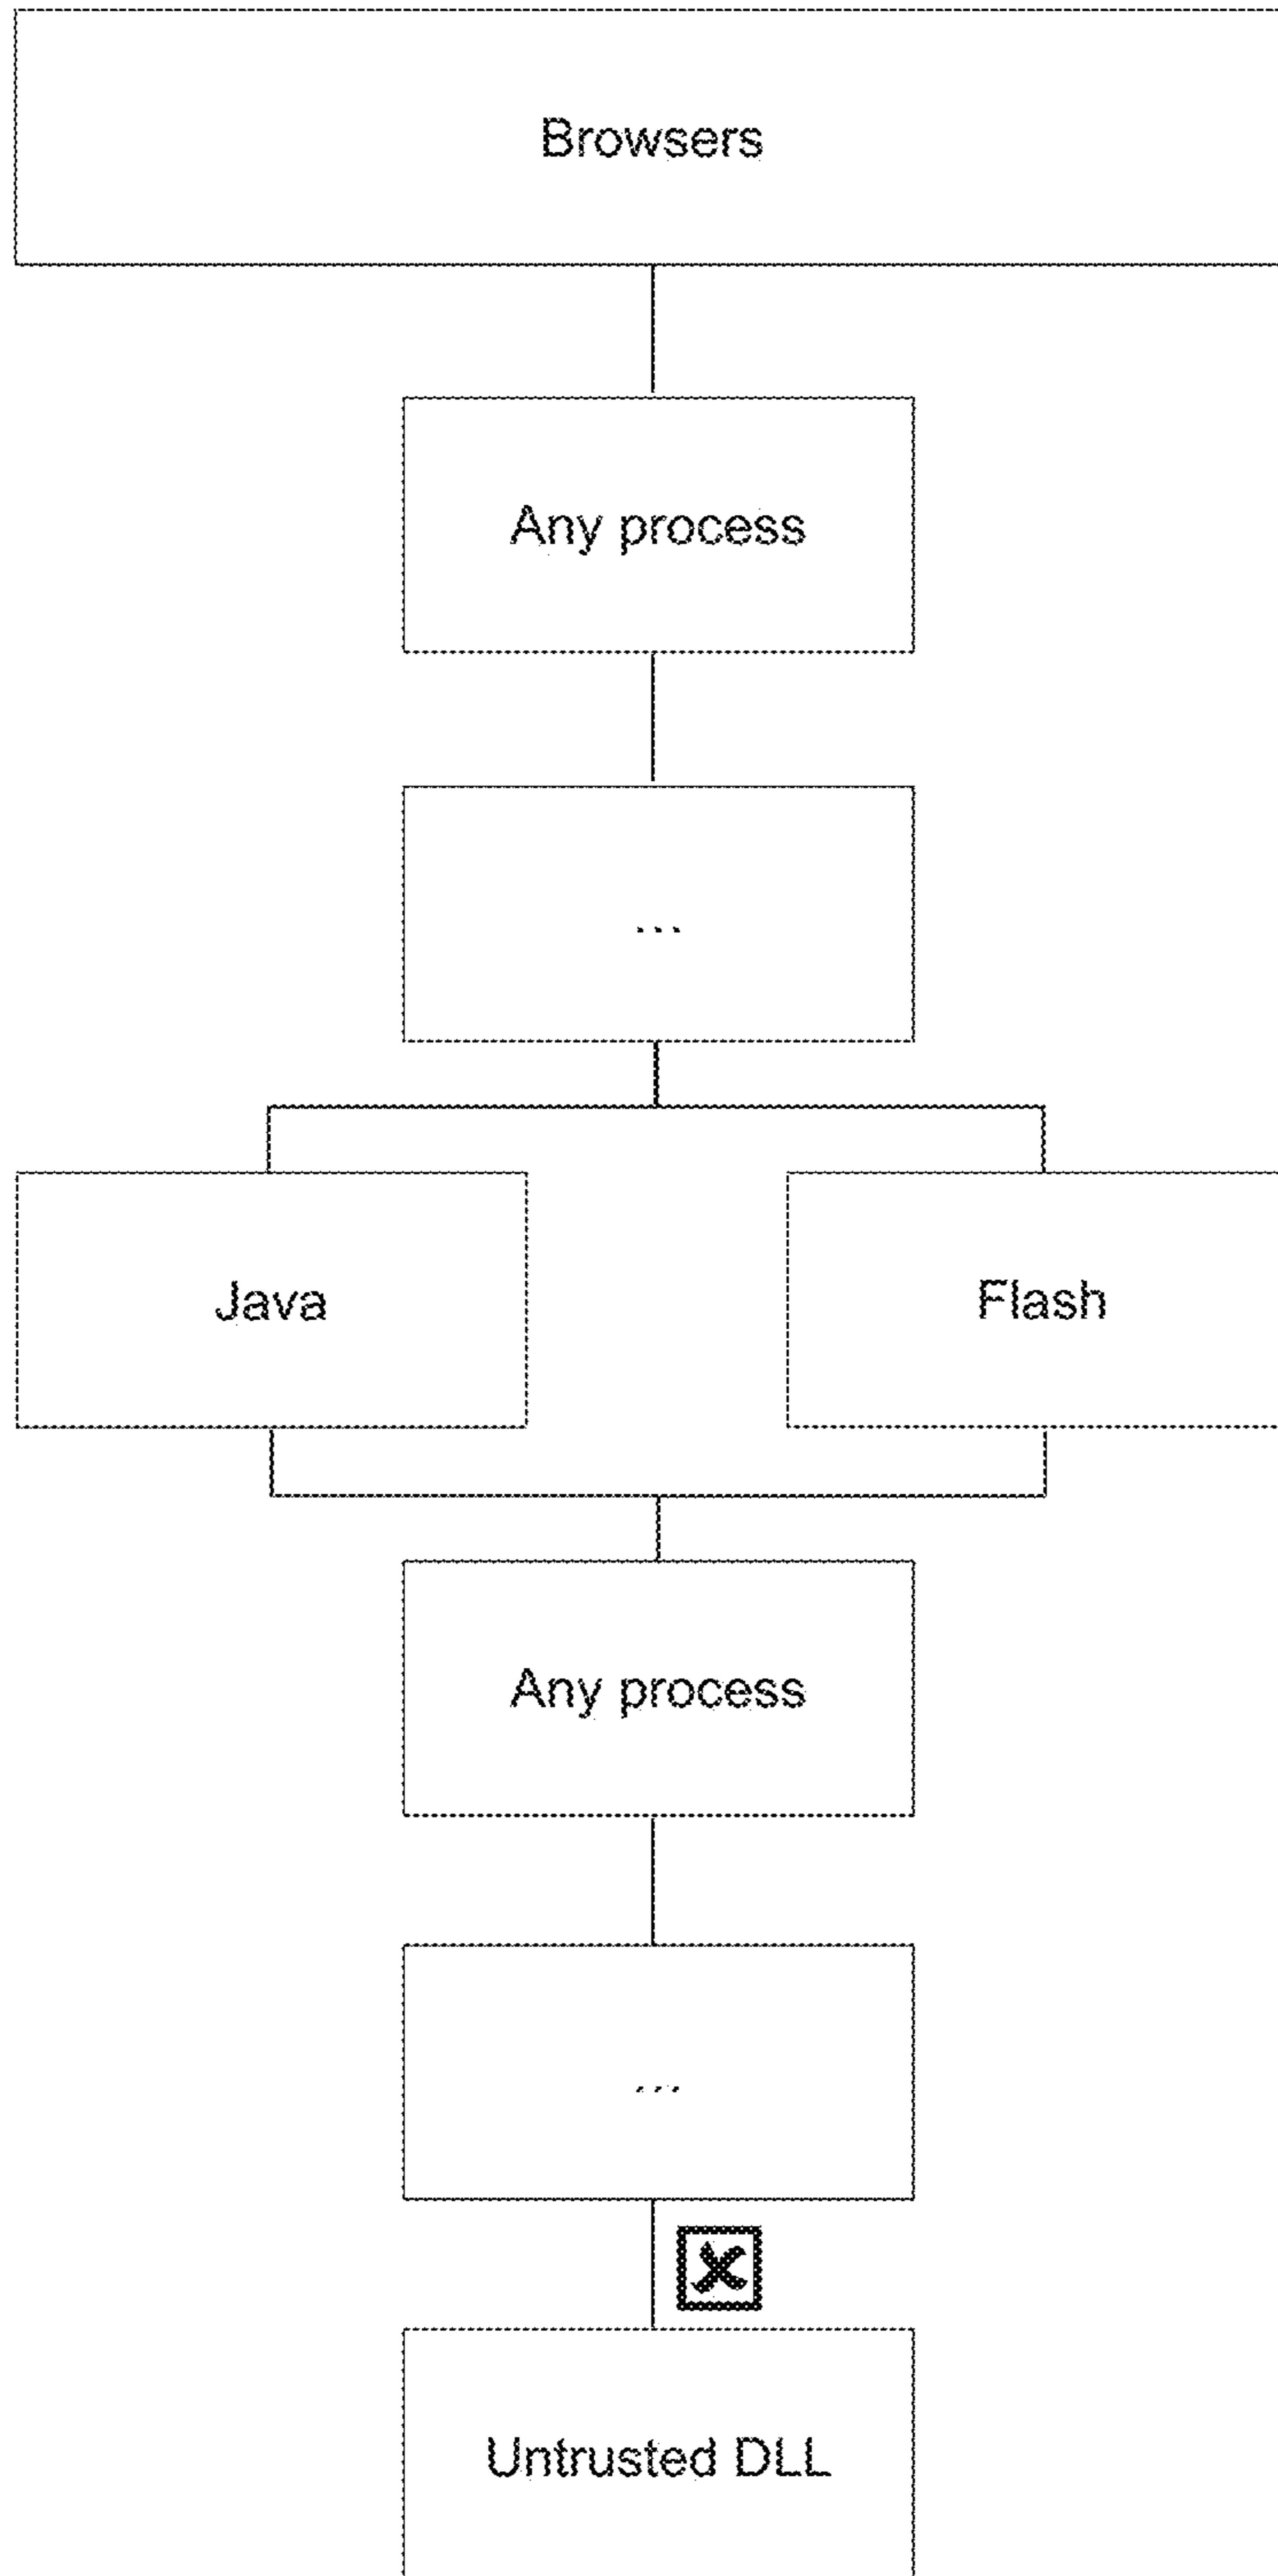 Browsers
Any process
...
Java
Flash
Any process
...
Untrusted DLL